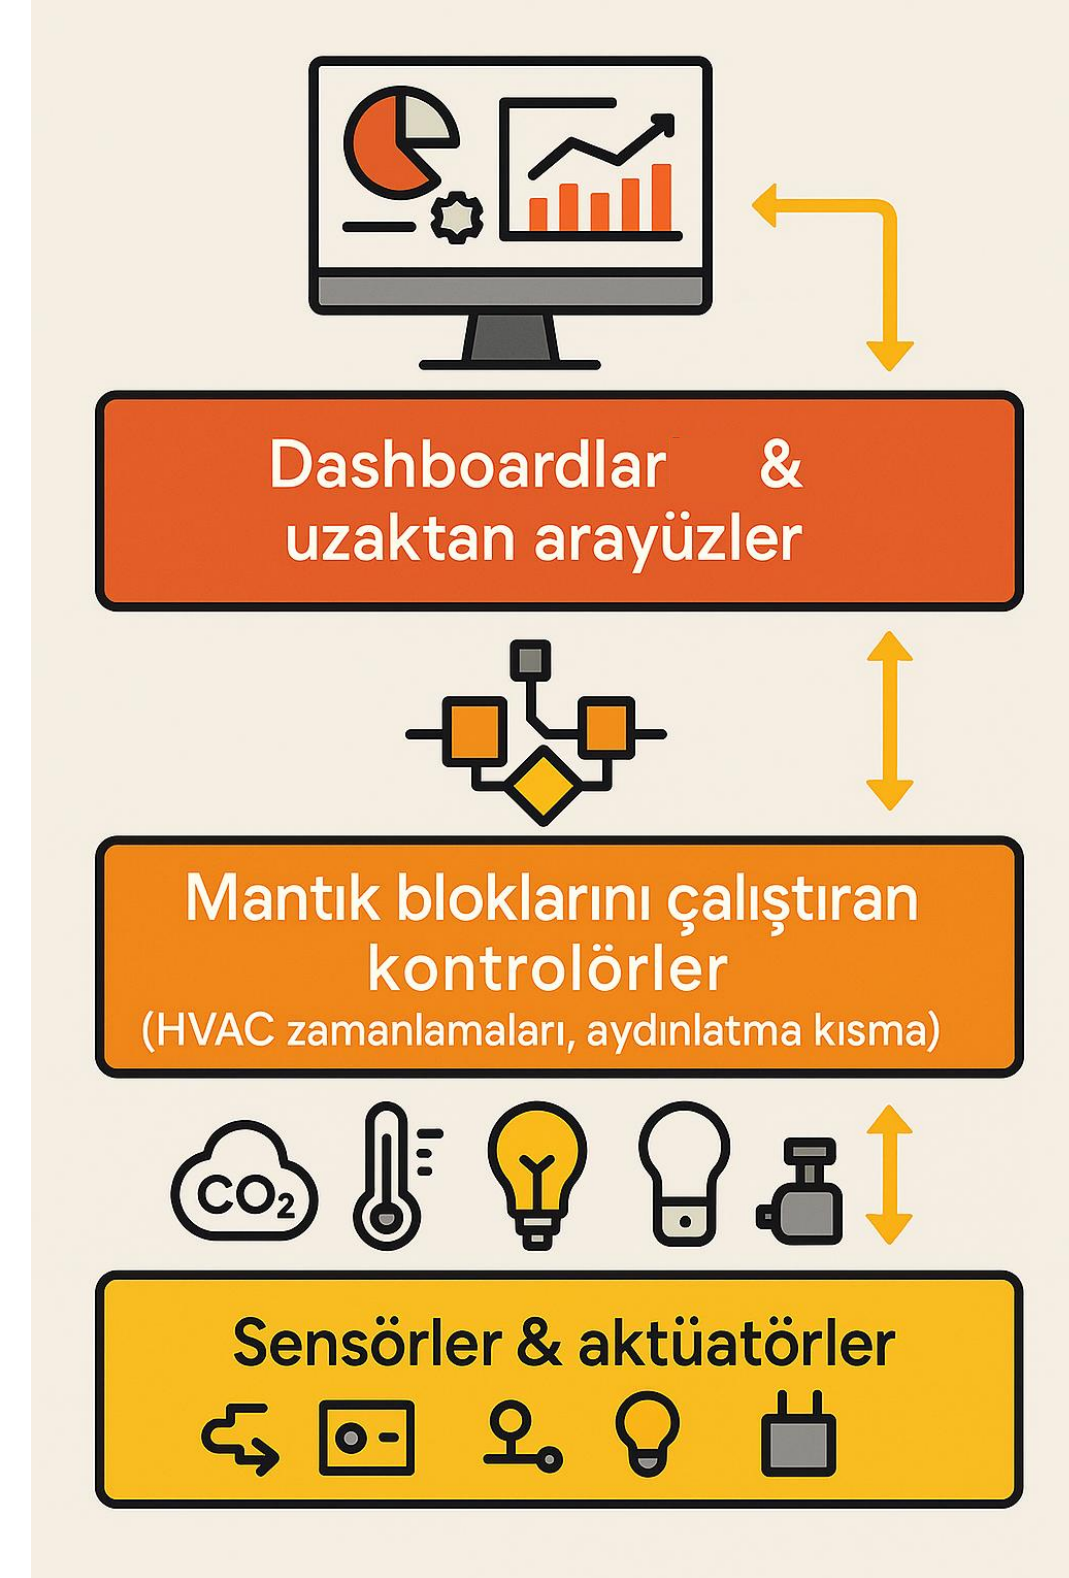 Dashboardlar &
uzaktan arayüzler
Mantık bloklarını çalıştıran
kontrolörler
(HVAC zamanlamaları, aydınlatma kısma)
CO₂
Sensörler & aktüatörler